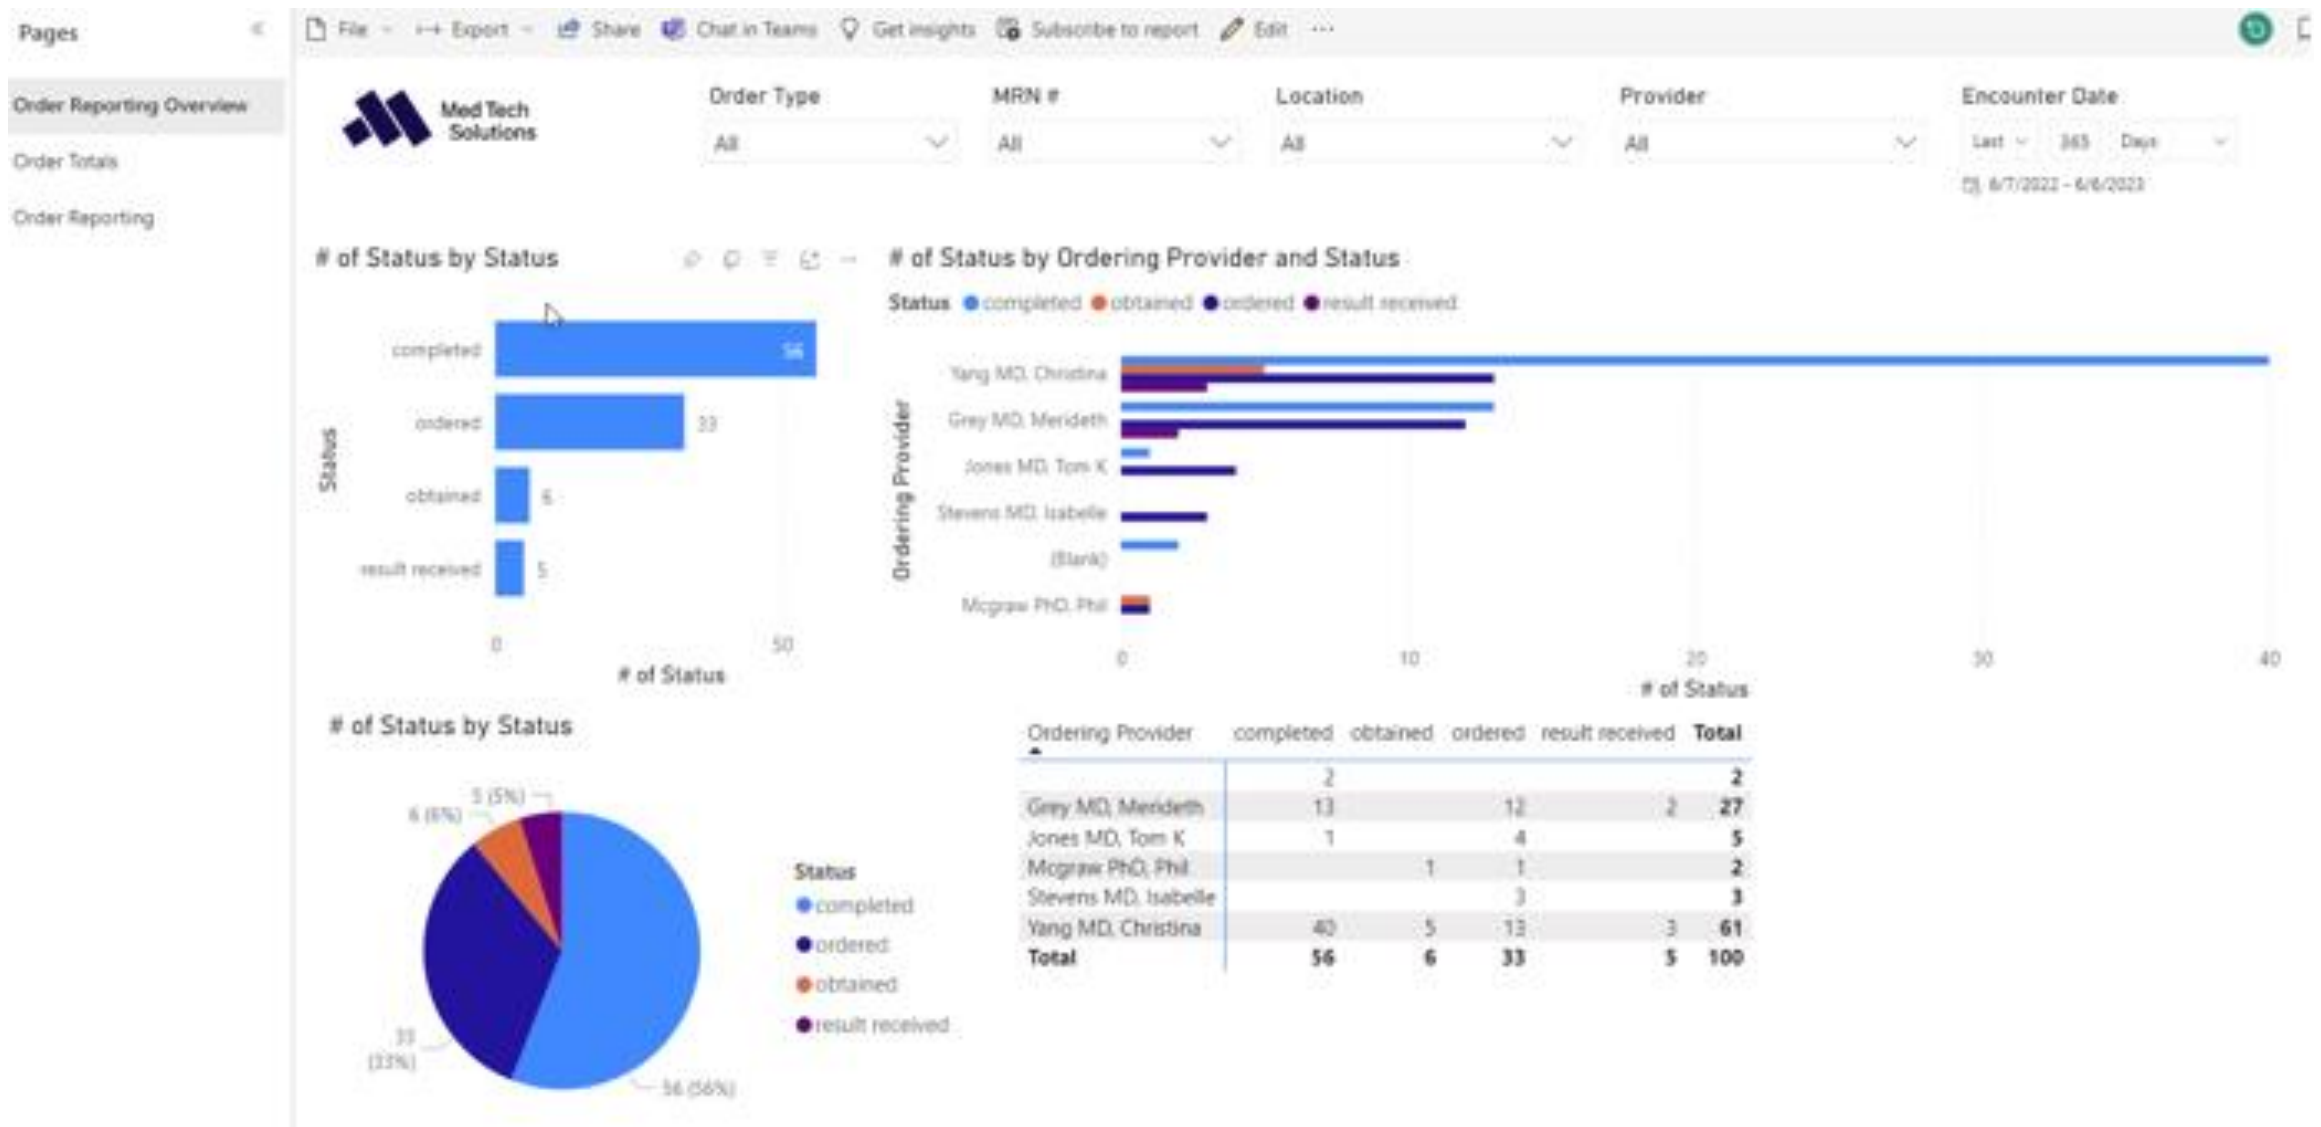 Pages
File Export Share Chat in Teams Get insights Subscribe to report Edit ...
Order Reporting Overview
Order Totals
Order Reporting
Med Tech
Solutions
Order Type
All
MRN #
All
Location
All
Provider
All
Encounter Date
Last 365 Days
6/7/2022 - 6/6/2023
# of Status by Status
Status
completed 56
ordered 33
obtained 6
result received 5
0 50
# of Status
# of Status by Ordering Provider and Status
Status completed obtained ordered result received
Ordering Provider
Yang MD, Christina
Grey MD, Merideth
Jones MD, Tom K
Stevens MD, Isabelle
(Blank)
Mcgraw PhD, Phil
0 10 20 30 40
# of Status
# of Status by Status
5 (5%)
6 (6%)
33
(33%)
56 (56%)
Status
completed
ordered
obtained
result received
Ordering Provider completed obtained ordered result received Total
2 2
Grey MD, Merideth 13 12 2 27
Jones MD, Tom K 1 4 5
Mcgraw PhD, Phil 1 1 2
Stevens MD, Isabelle 3 3
Yang MD, Christina 40 5 13 3 61
Total 56 6 33 5 100